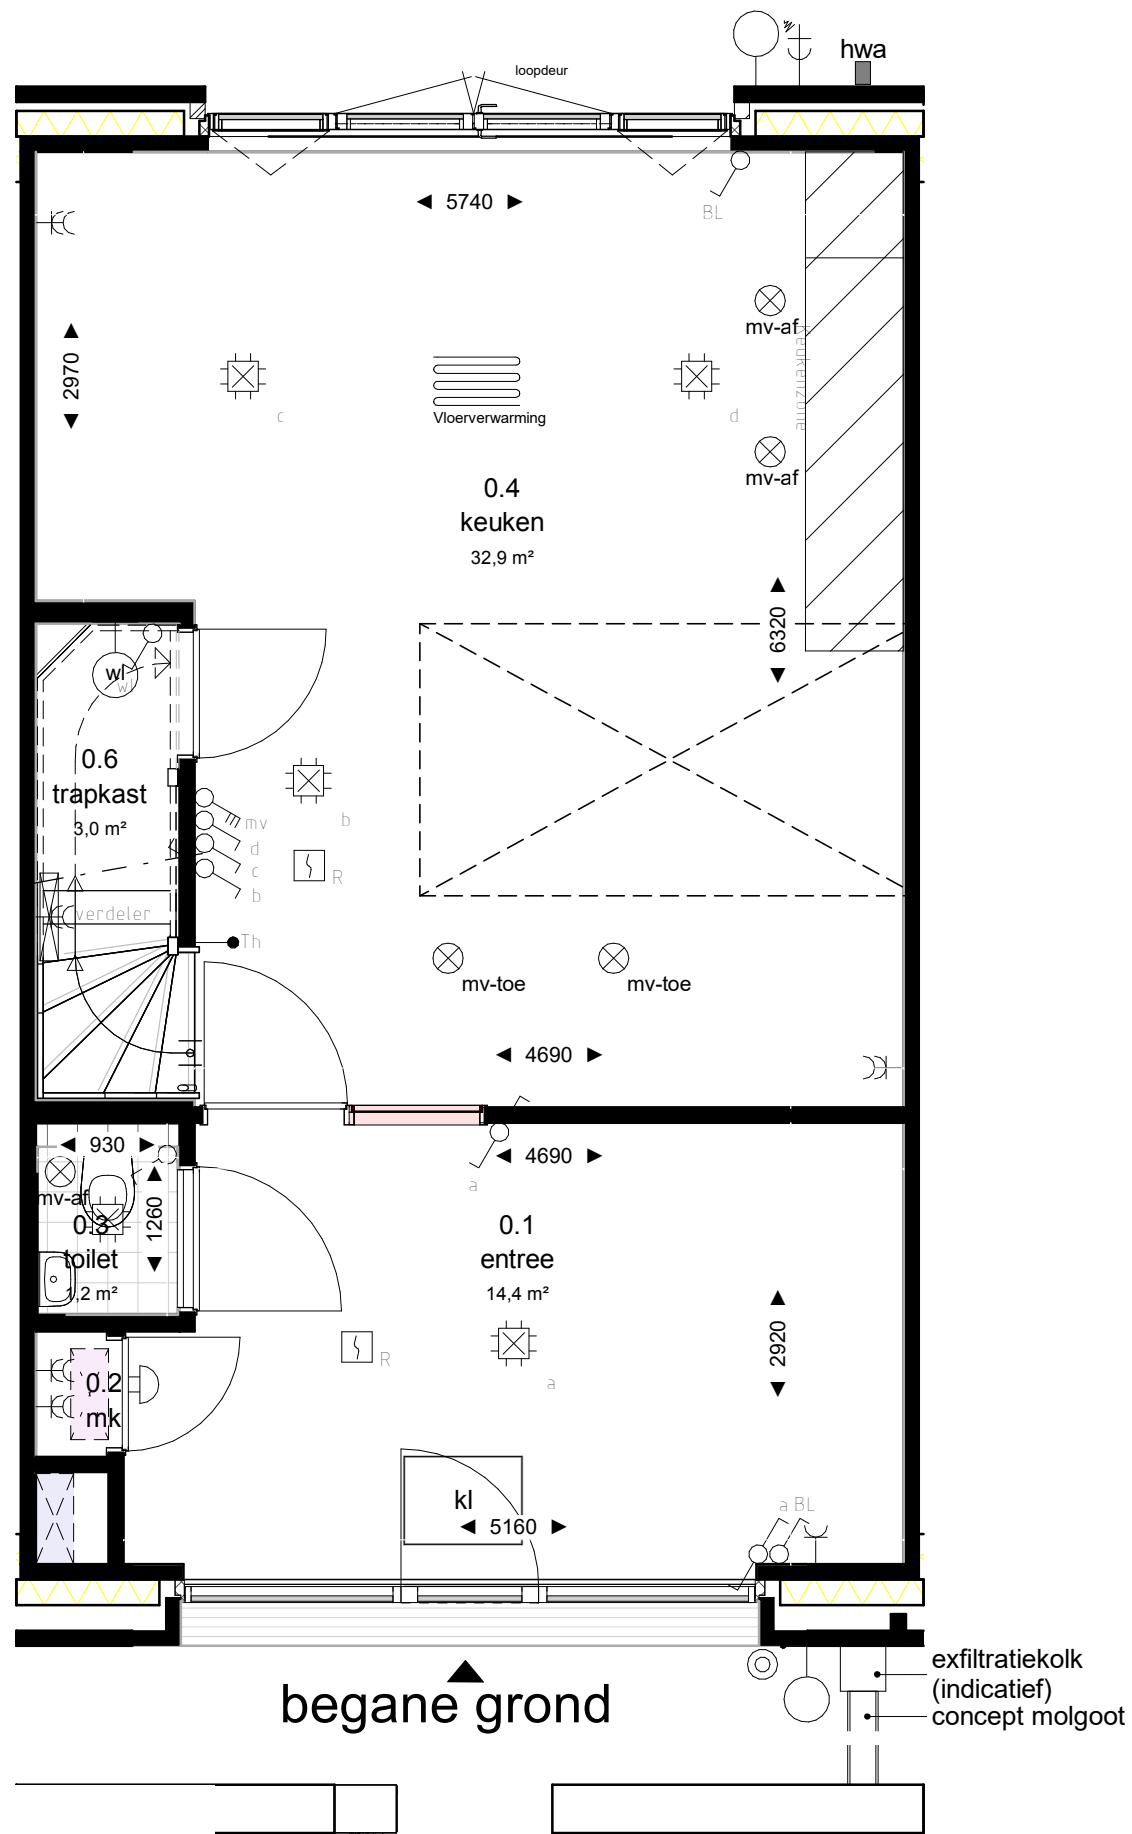 hwa
loopdeur
5740
BL
mv-af
keukenzone
2970
c
Vloerverwarming
d
mv-af
0.4
keuken
32,9 m²
6320
wl
wl
0.6
trapkast
3,0 m²
b
mv
d
c
b
R
verdeler
Th
mv-toe
mv-toe
4690
930
4690
a
mv-af
1260
0.3
toilet
1,2 m²
0.1
entree
14,4 m²
2920
R
a
0.2
mk
kl
5160
a BL
exfiltratiekolk
(indicatief)
concept molgoot
begane grond